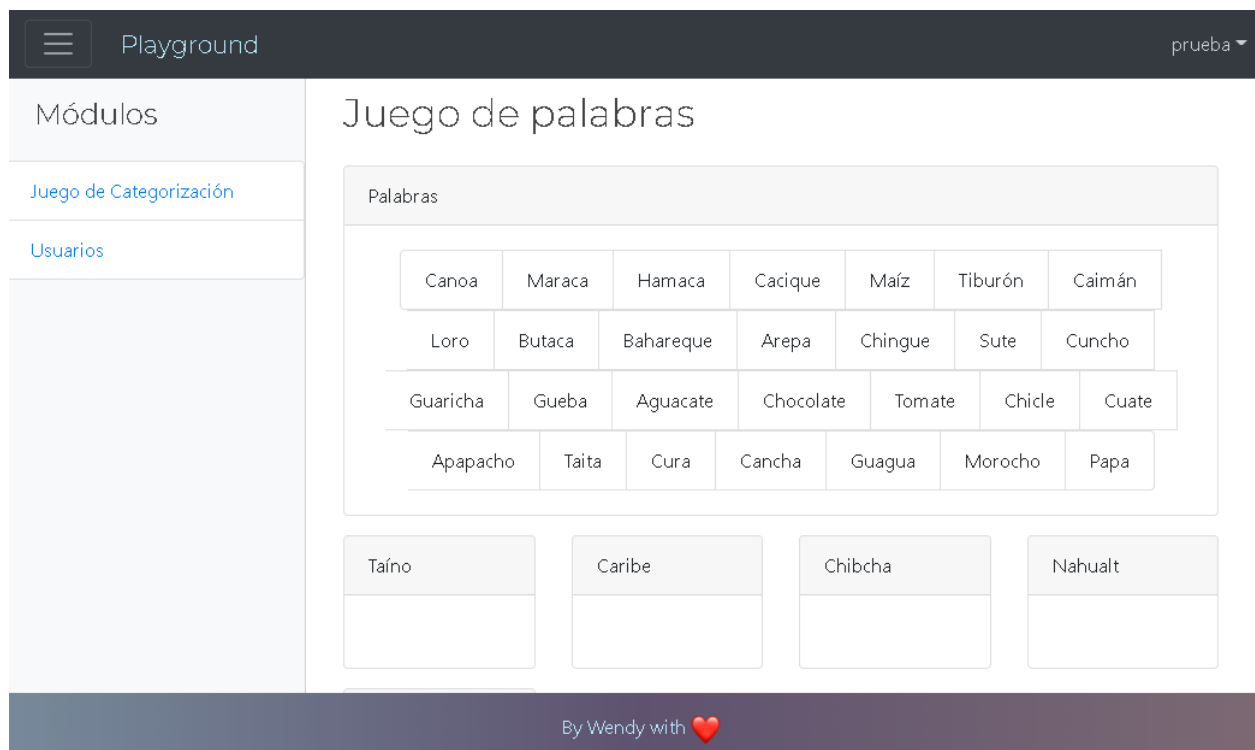 Playground prueba
Módulos
Juego de Categorización
Usuarios
Juego de palabras
Palabras
Canoa Maraca Hamaca Cacique Maíz Tiburón Caimán
Loro Butaca Bahareque Arepa Chingue Sute Cuncho
Guaricha Gueba Aguacate Chocolate Tomate Chicle Cuate
Apapacho Taita Cura Cancha Guagua Morocho Papa
Taíno Caribe Chibcha Nahualt
By Wendy with ❤️